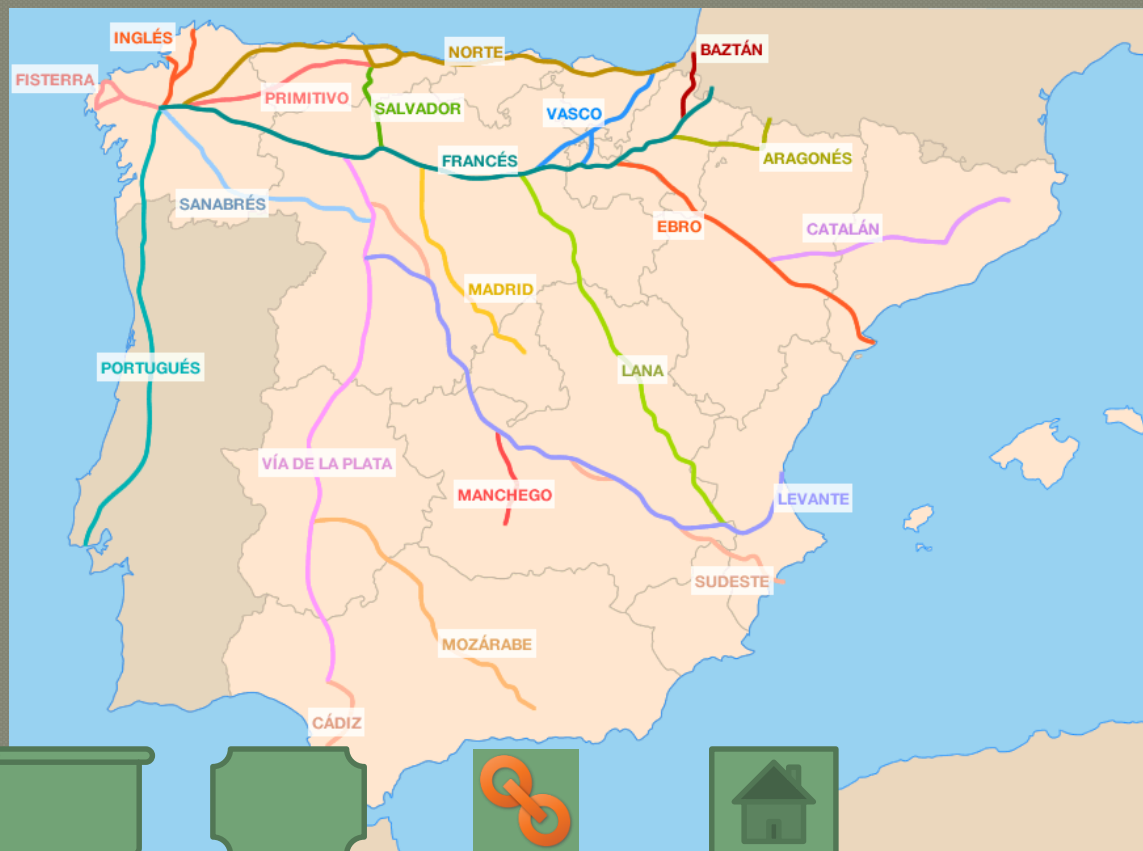 INGLÉS
NORTE
BAZTÁN
FISTERRA
PRIMITIVO
SALVADOR
VASCO
FRANCÉS
ARAGONÉS
SANABRÉS
EBRO
CATALÁN
MADRID
PORTUGUÉS
LANA
VÍA DE LA PLATA
MANCHEGO
LEVANTE
SUDESTE
MOZÁRABE
CÁDIZ